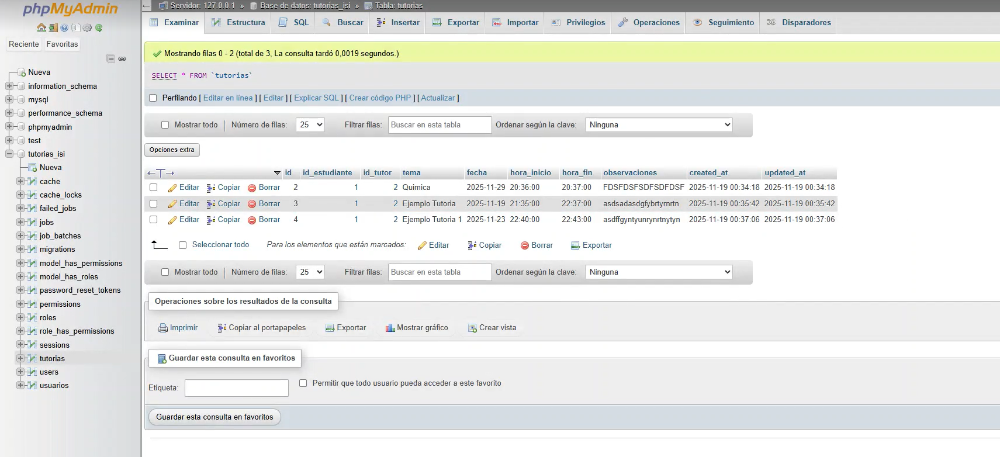 phpMyAdmin
Reciente Favoritas
Nueva
information_schema
mysql
performance_schema
phpmyadmin
test
tutorias_isi
Nueva
cache
cache_locks
failed_jobs
jobs
job_batches
migrations
model_has_permissions
model_has_roles
password_reset_tokens
permissions
roles
role_has_permissions
sessions
tutorias
users
usuarios
Servidor: 127.0.0.1 » Base de datos: tutorias_isi » Tabla: tutorias
Examinar Estructura SQL Buscar Insertar Exportar Importar Privilegios Operaciones Seguimiento Disparadores
Mostrando filas 0 - 2 (total de 3, La consulta tardó 0,0019 segundos.)
SELECT * FROM `tutorias`
Perfilando [ Editar en línea ] [ Editar ] [ Explicar SQL ] [ Crear código PHP ] [ Actualizar ]
Mostrar todo | Número de filas: 25 Filtrar filas: Buscar en esta tabla Ordenar según la clave: Ninguna
Opciones extra
id id_estudiante id_tutor tema fecha hora_inicio hora_fin observaciones created_at updated_at
Editar Copiar Borrar 2 1 2 Quimica 2025-11-29 20:36:00 20:37:00 FDSFDSFSDFSDFDSF 2025-11-19 00:34:18 2025-11-19 00:34:18
Editar Copiar Borrar 3 1 2 Ejemplo Tutoria 2025-11-19 21:35:00 22:37:00 asdsadasdgfybrtyrnrtn 2025-11-19 00:35:42 2025-11-19 00:35:42
Editar Copiar Borrar 4 1 2 Ejemplo Tutoria 1 2025-11-23 22:40:00 22:43:00 asdffgyntyunrynrtnytyn 2025-11-19 00:37:06 2025-11-19 00:37:06
Seleccionar todo Para los elementos que están marcados: Editar Copiar Borrar Exportar
Mostrar todo | Número de filas: 25 Filtrar filas: Buscar en esta tabla Ordenar según la clave: Ninguna
Operaciones sobre los resultados de la consulta
Imprimir Copiar al portapapeles Exportar Mostrar gráfico Crear vista
Guardar esta consulta en favoritos
Etiqueta: Permitir que todo usuario pueda acceder a este favorito
Guardar esta consulta en favoritos